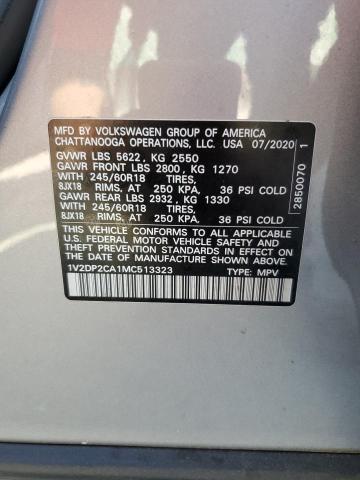 MFD BY VOLKSWAGEN GROUP OF AMERICA
CHATTANOOGA OPERATIONS, LLC. USA 07/2020
GVWR LBS 5622, KG 2550
GAWR FRONT LBS 2800, KG 1270
WITH 245/60R18 TIRES,
8JX18 RIMS, AT 250 KPA, 36 PSI COLD
GAWR REAR LBS 2932, KG 1330
WITH 245/60R18 TIRES,
8JX18 RIMS, AT 250 KPA, 36 PSI COLD
THIS VEHICLE CONFORMS TO ALL APPLICABLE
U.S. FEDERAL MOTOR VEHICLE SAFETY AND
THEFT PREVENTION STANDARDS IN EFFECT ON
THE DATE OF MANUFACTURE SHOWN ABOVE.
1V2DP2CA1MC513323 TYPE: MPV
2850070 1